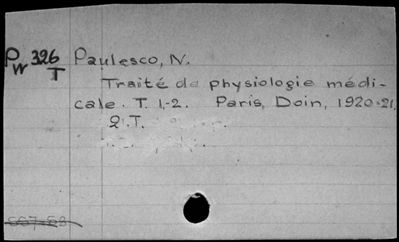 PW 326 T
Paulesco, N.
Traité de physiologie médi-
cale. T. 1-2. Paris, Doin, 1920-21,
2 T.